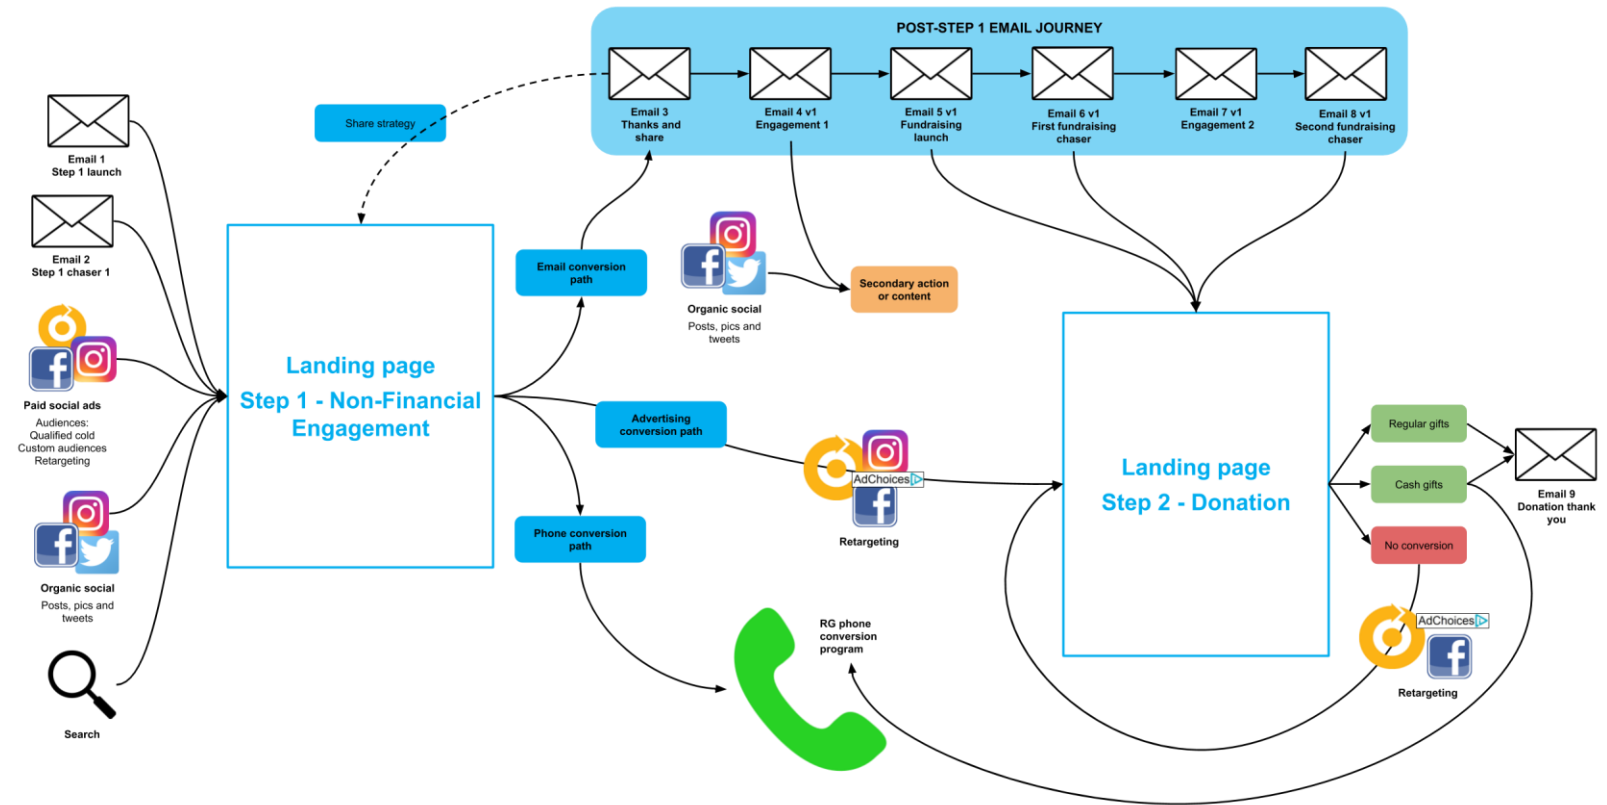 POST-STEP 1 EMAIL JOURNEY
Email 3
Thanks and
share
Email 4 v1
Engagement 1
Email 5 v1
Fundraising
launch
Email 6 v1
First fundraising
chaser
Email 7 v1
Engagement 2
Email 8 v1
Second fundraising
chaser
Share strategy
Email 1
Step 1 launch
Email 2
Step 1 chaser 1
Paid social ads
Audiences:
Qualified cold
Custom audiences
Retargeting
Organic social
Posts, pics and
tweets
Search
Landing page
Step 1 - Non-Financial
Engagement
Email conversion
path
Organic social
Posts, pics and
tweets
Secondary action
or content
Advertising
conversion path
AdChoices
Retargeting
Phone conversion
path
RG phone
conversion
program
Landing page
Step 2 - Donation
Regular gifts
Cash gifts
No conversion
Email 9
Donation thank
you
AdChoices
Retargeting